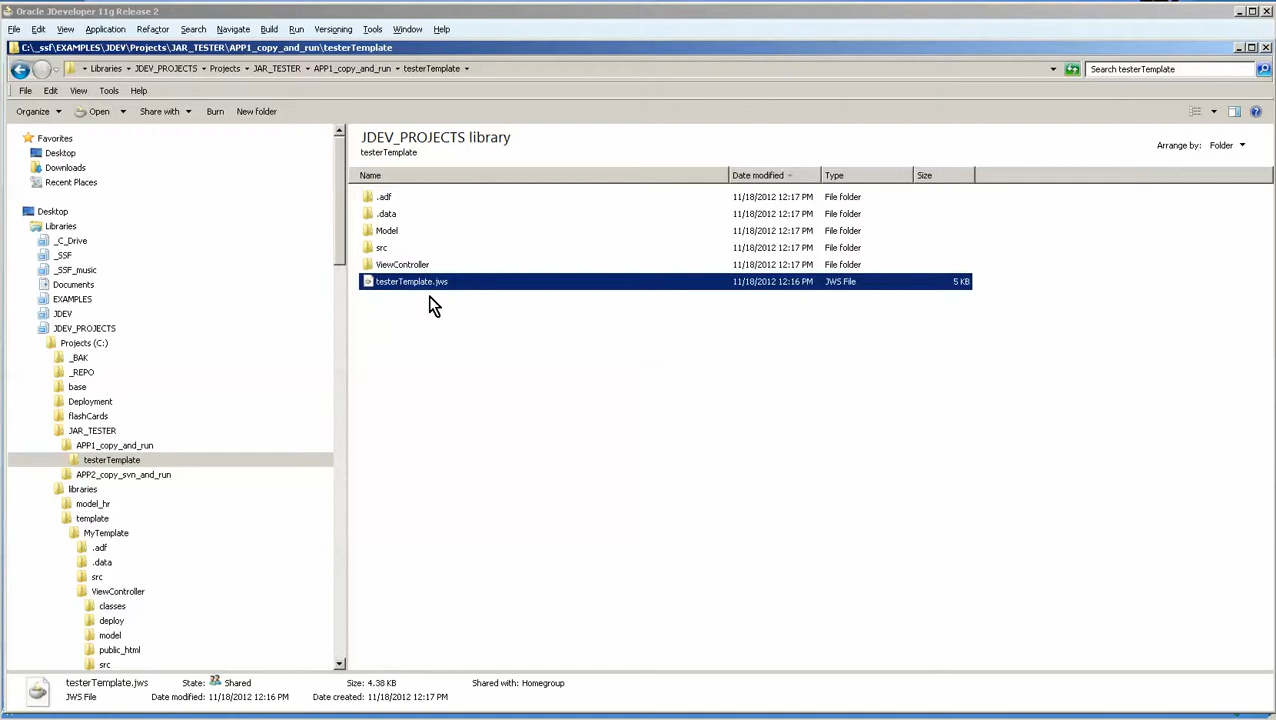 Oracle JDeveloper 11g Release 2
File Edit View Application Refactor Search Navigate Build Run Versioning Tools Window Help
C:\_ssf\EXAMPLES\JDEV\Projects\JAR_TESTER\APP1_copy_and_run\testerTemplate
Libraries JDEV_PROJECTS Projects JAR_TESTER APP1_copy_and_run testerTemplate Search testerTemplate
File Edit View Tools Help
Organize Open Share with Burn New folder
Favorites
Desktop
Downloads
Recent Places
Desktop
Libraries
_C_Drive
_SSF
_SSF_music
Documents
EXAMPLES
JDEV
JDEV_PROJECTS
Projects (C:)
_BAK
_REPO
base
Deployment
flashCards
JAR_TESTER
APP1_copy_and_run
testerTemplate
APP2_copy_svn_and_run
libraries
model_hr
template
MyTemplate
.adf
.data
src
ViewController
classes
deploy
model
public_html
src
JDEV_PROJECTS library
testerTemplate
Arrange by: Folder
Name Date modified Type Size
.adf 11/18/2012 12:17 PM File folder
.data 11/18/2012 12:17 PM File folder
Model 11/18/2012 12:17 PM File folder
src 11/18/2012 12:17 PM File folder
ViewController 11/18/2012 12:17 PM File folder
testerTemplate.jws 11/18/2012 12:16 PM JWS File 5 KB
testerTemplate.jws State: Shared Size: 4.38 KB Shared with: Homegroup
JWS File Date modified: 11/18/2012 12:16 PM Date created: 11/18/2012 12:17 PM